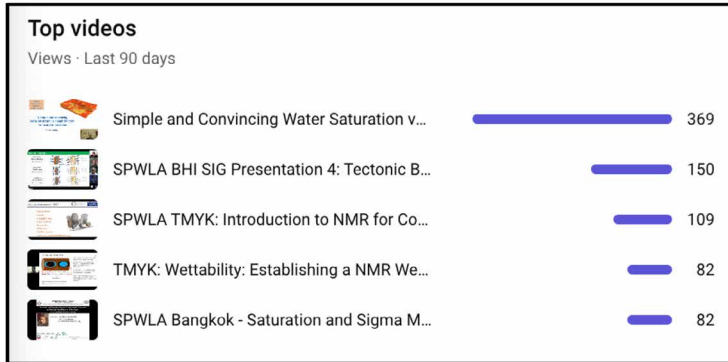 Top videos
Views · Last 90 days
Simple and Convincing Water Saturation v... 369
SPWLA BHI SIG Presentation 4: Tectonic B... 150
SPWLA TMYK: Introduction to NMR for Co... 109
TMYK: Wettability: Establishing a NMR We... 82
SPWLA Bangkok - Saturation and Sigma M... 82